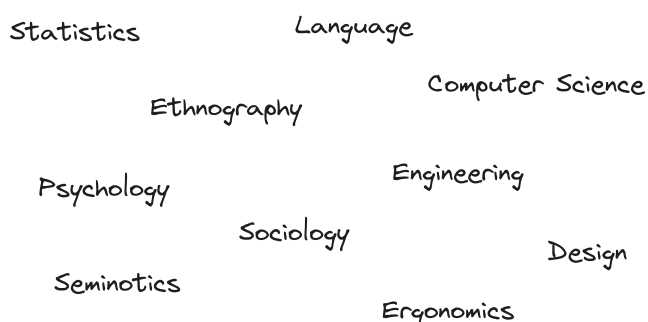 Statistics
Language
Computer Science
Ethnography
Engineering
Psychology
Sociology
Design
Seminotics
Ergonomics